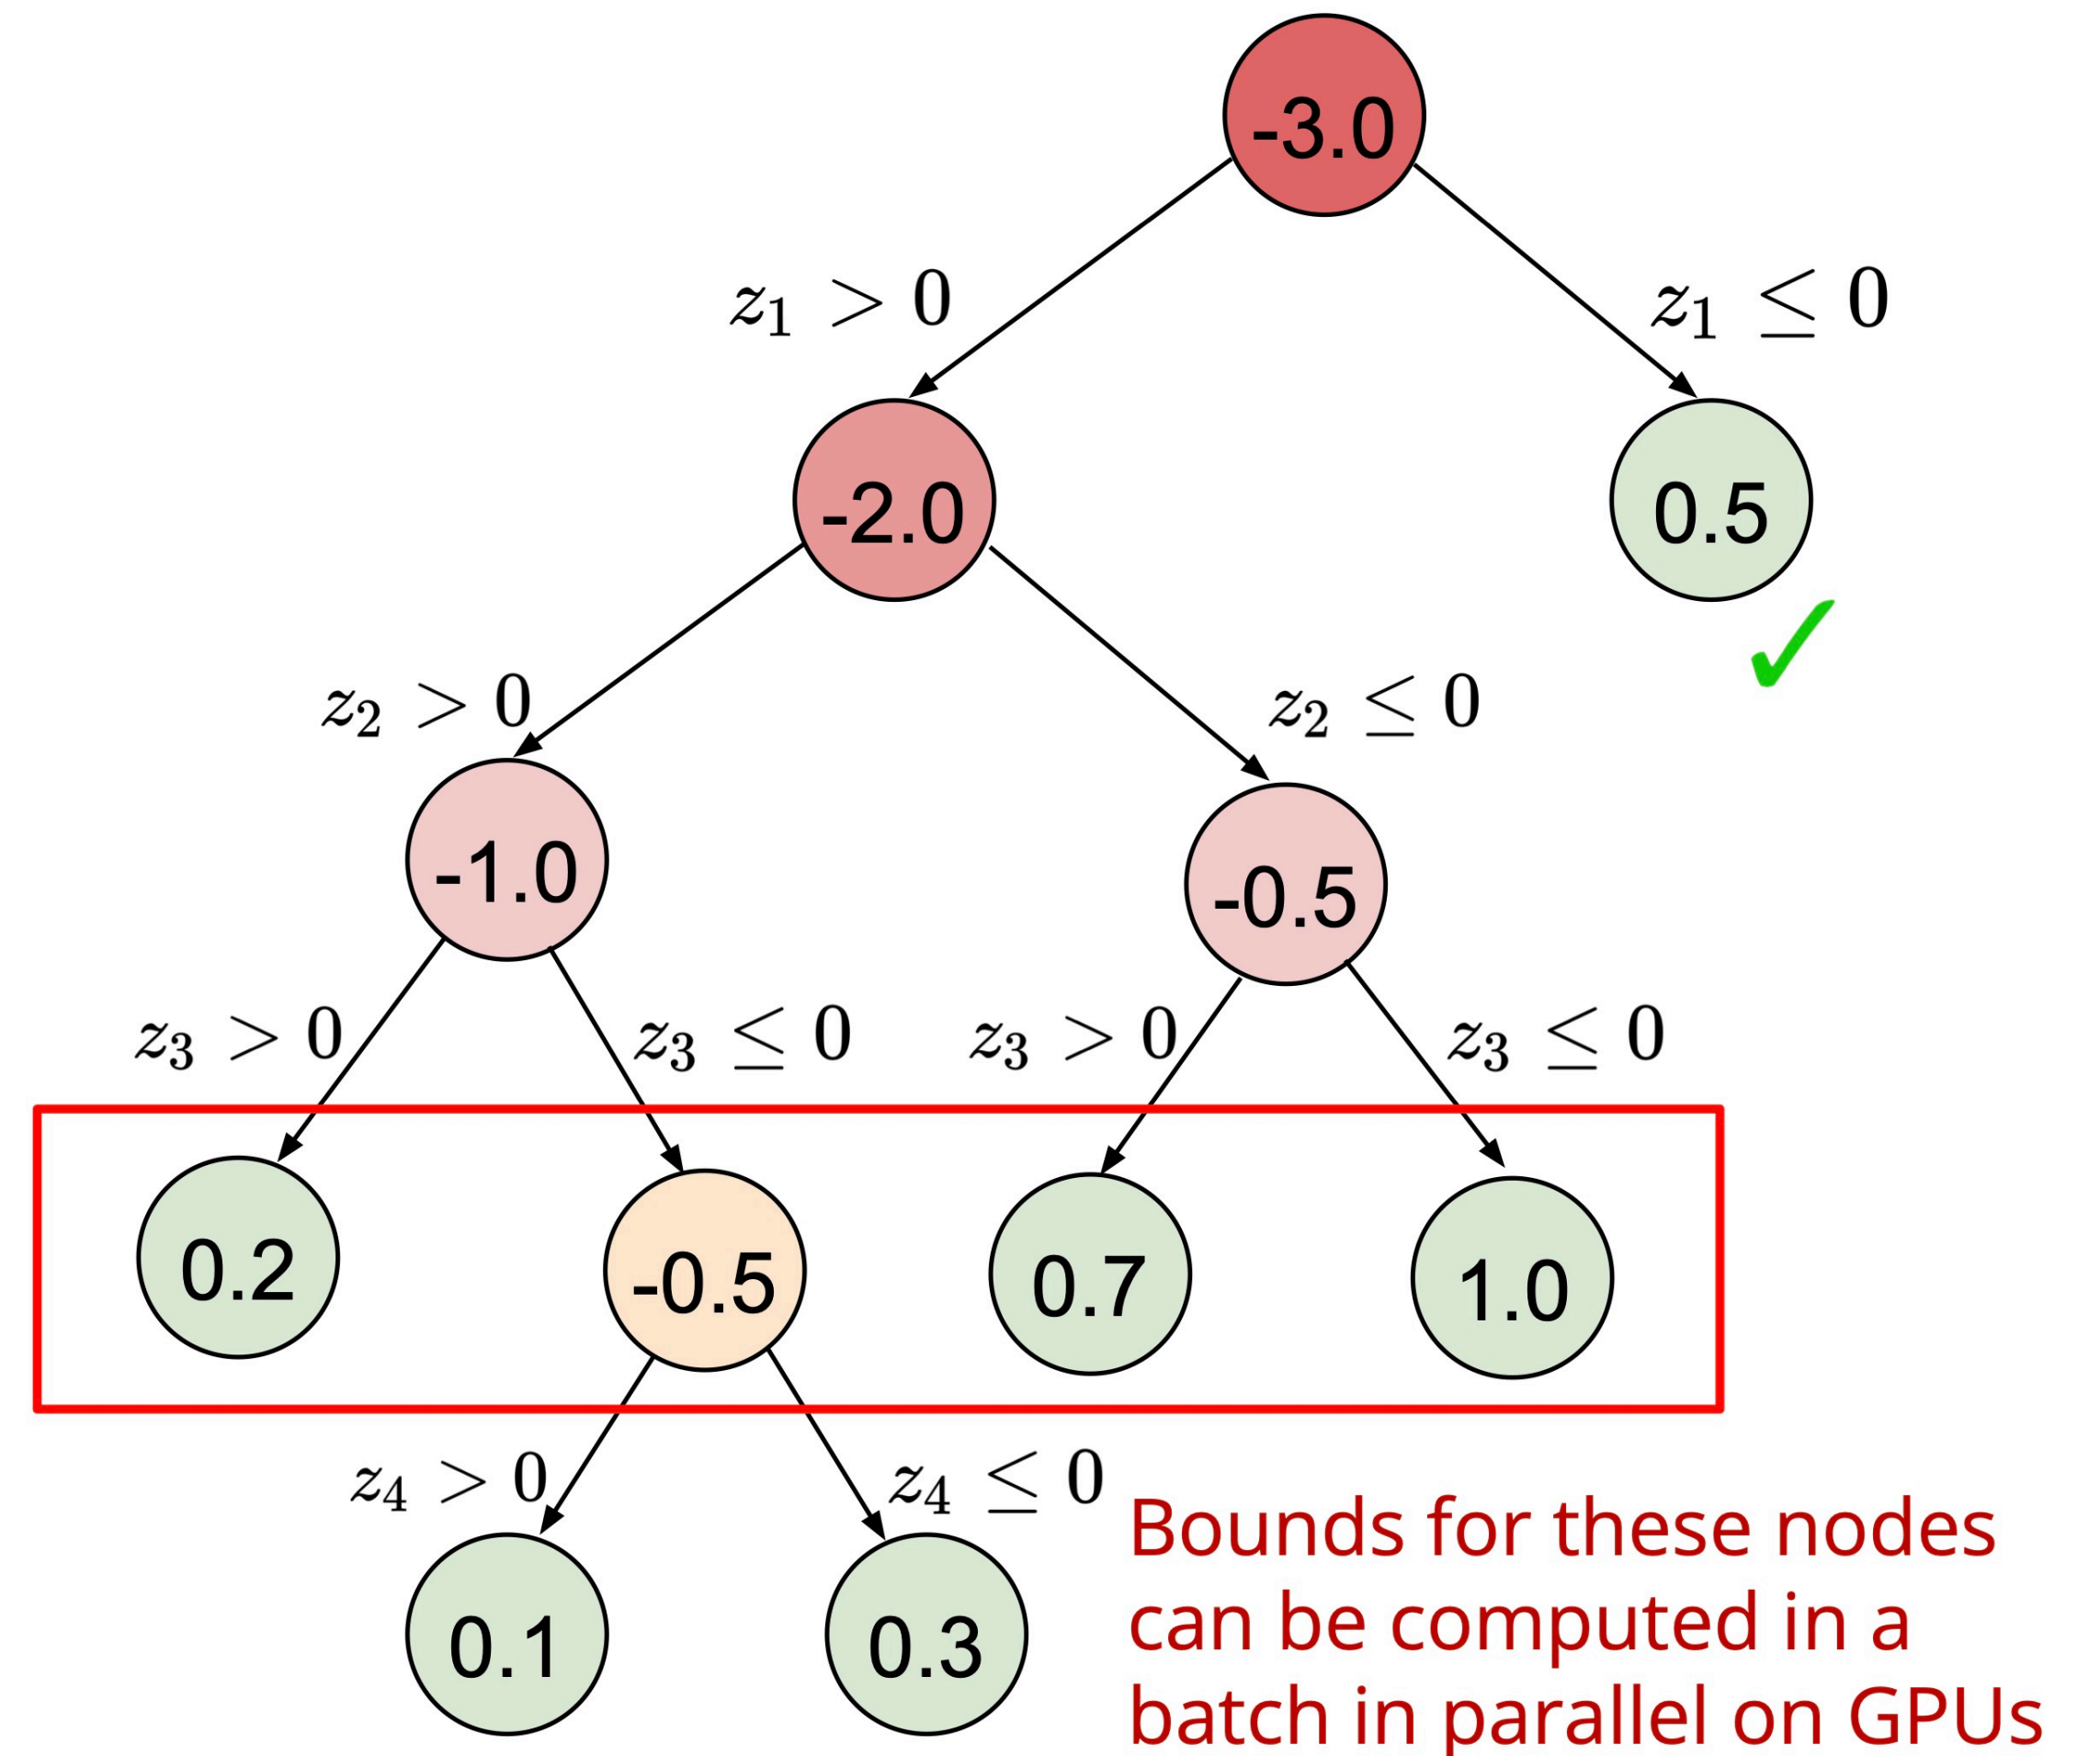 -3.0
z₁ > 0
z₁ ≤ 0
-2.0
0.5
z₂ > 0
z₂ ≤ 0
-1.0
-0.5
z₃ > 0
z₃ ≤ 0
z₃ > 0
z₃ ≤ 0
0.2
-0.5
0.7
1.0
z₄ > 0
z₄ ≤ 0
0.1
0.3
Bounds for these nodes
can be computed in a
batch in parallel on GPUs